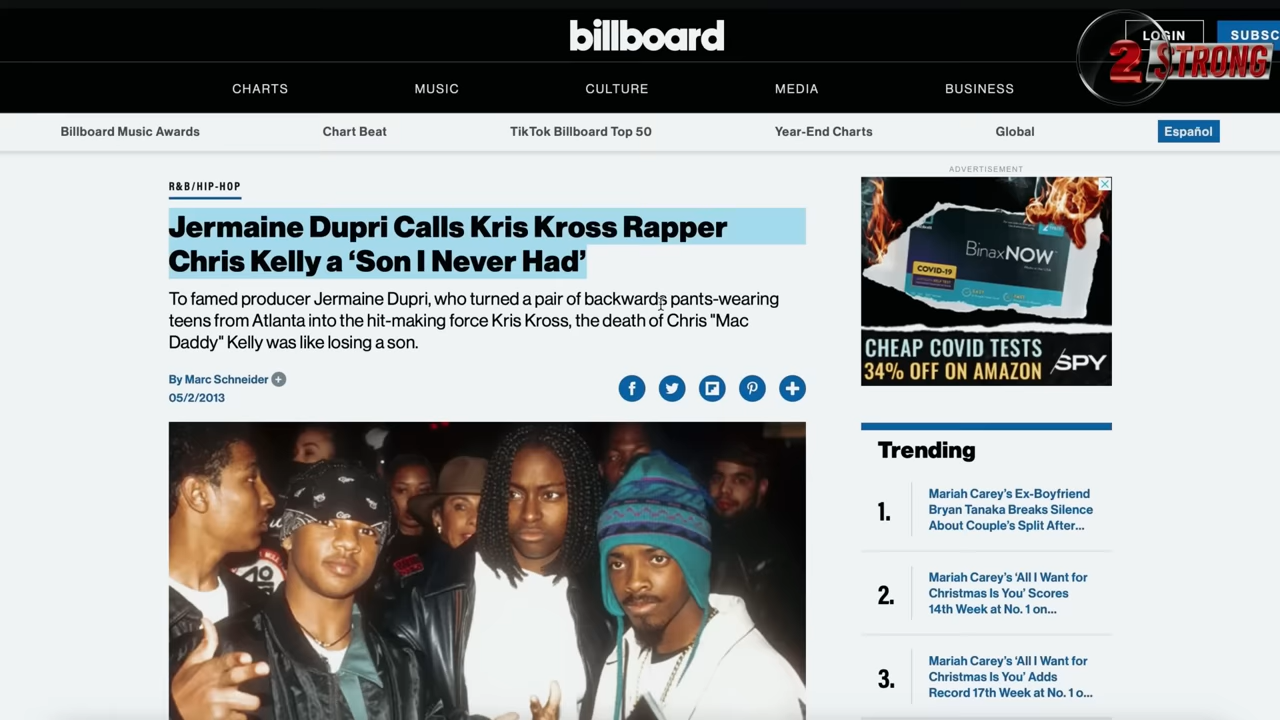 billboard
LOGIN
SUBSC
2 STRONG
CHARTS
MUSIC
CULTURE
MEDIA
BUSINESS
Billboard Music Awards
Chart Beat
TikTok Billboard Top 50
Year-End Charts
Global
Español
R&B/HIP-HOP
Jermaine Dupri Calls Kris Kross Rapper
Chris Kelly a ‘Son I Never Had’
To famed producer Jermaine Dupri, who turned a pair of backwards pants-wearing
teens from Atlanta into the hit-making force Kris Kross, the death of Chris "Mac
Daddy" Kelly was like losing a son.
By Marc Schneider
05/2/2013
ADVERTISEMENT
BinaxNOW
COVID-19
CHEAP COVID TESTS
34% OFF ON AMAZON
SPY
Trending
1.
Mariah Carey’s Ex-Boyfriend
Bryan Tanaka Breaks Silence
About Couple’s Split After...
2.
Mariah Carey’s ‘All I Want for
Christmas Is You’ Scores
14th Week at No. 1 on...
3.
Mariah Carey’s ‘All I Want for
Christmas Is You’ Adds
Record 17th Week at No. 1 o...